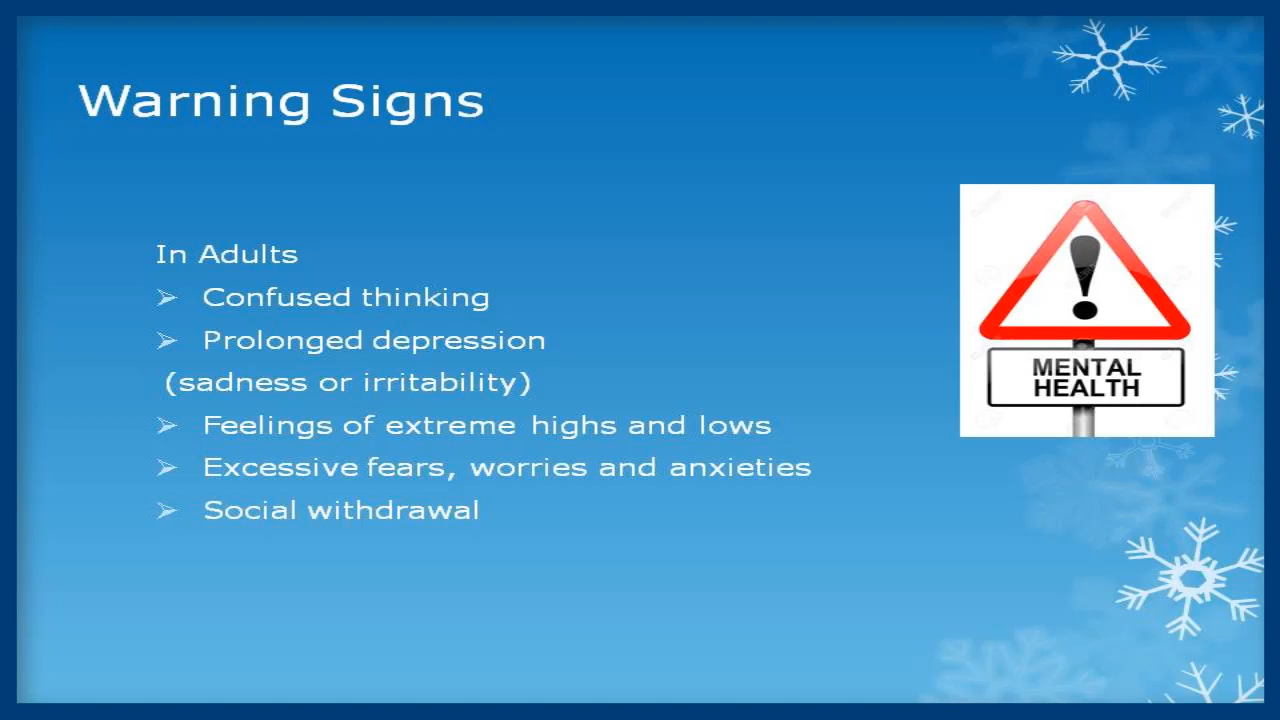 Warning Signs
In Adults
➢ Confused thinking
➢ Prolonged depression
(sadness or irritability)
➢ Feelings of extreme highs and lows
➢ Excessive fears, worries and anxieties
➢ Social withdrawal
MENTAL
HEALTH